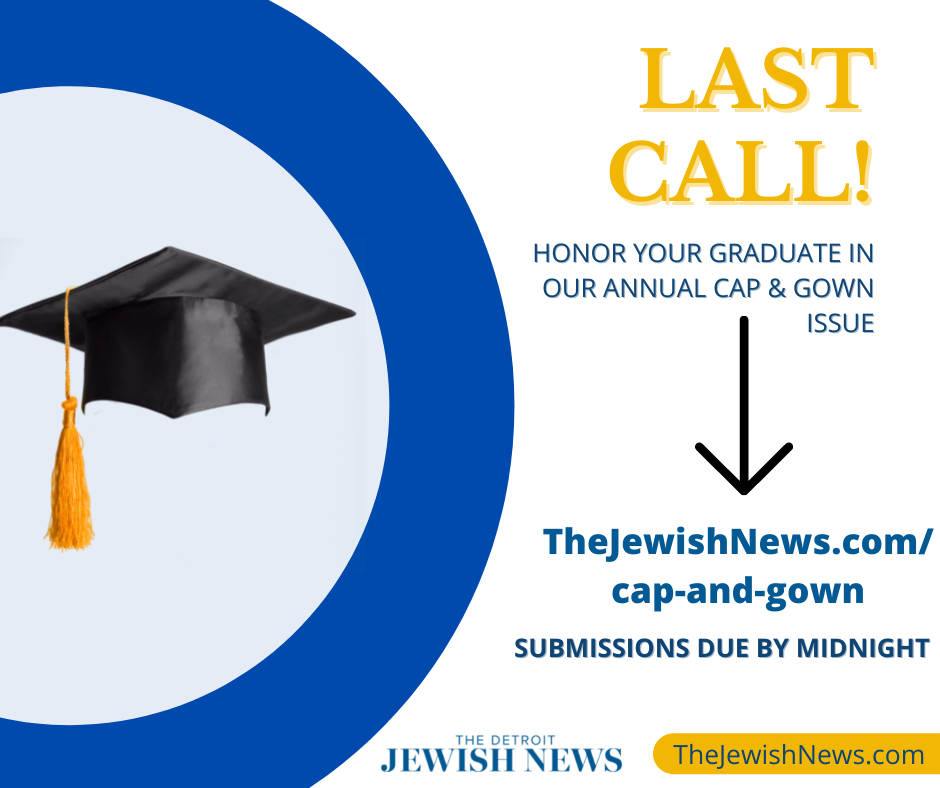 LAST
CALL!
HONOR YOUR GRADUATE IN
OUR ANNUAL CAP & GOWN
ISSUE
TheJewishNews.com/
cap-and-gown
SUBMISSIONS DUE BY MIDNIGHT
THE DETROIT
JEWISH NEWS
TheJewishNews.com